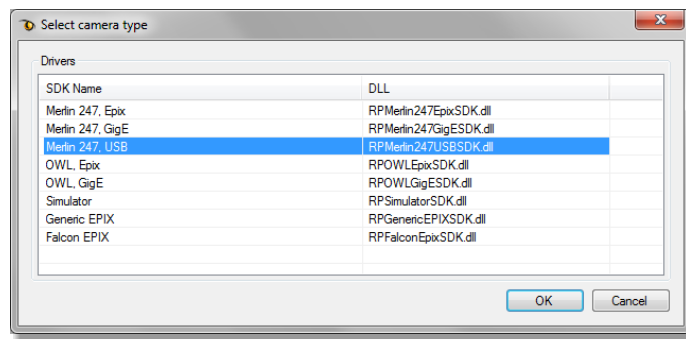 Select camera type
Drivers
SDK Name DLL
Merlin 247, Epix RPMerlin247EpixSDK.dll
Merlin 247, GigE RPMerlin247GigESDK.dll
Merlin 247, USB RPMerlin247USBSDK.dll
OWL, Epix RPOWLEpixSDK.dll
OWL, GigE RPOWLGigESDK.dll
Simulator RPSimulatorSDK.dll
Generic EPIX RPGenericEPIXSDK.dll
Falcon EPIX RPFalconEpixSDK.dll
OK Cancel